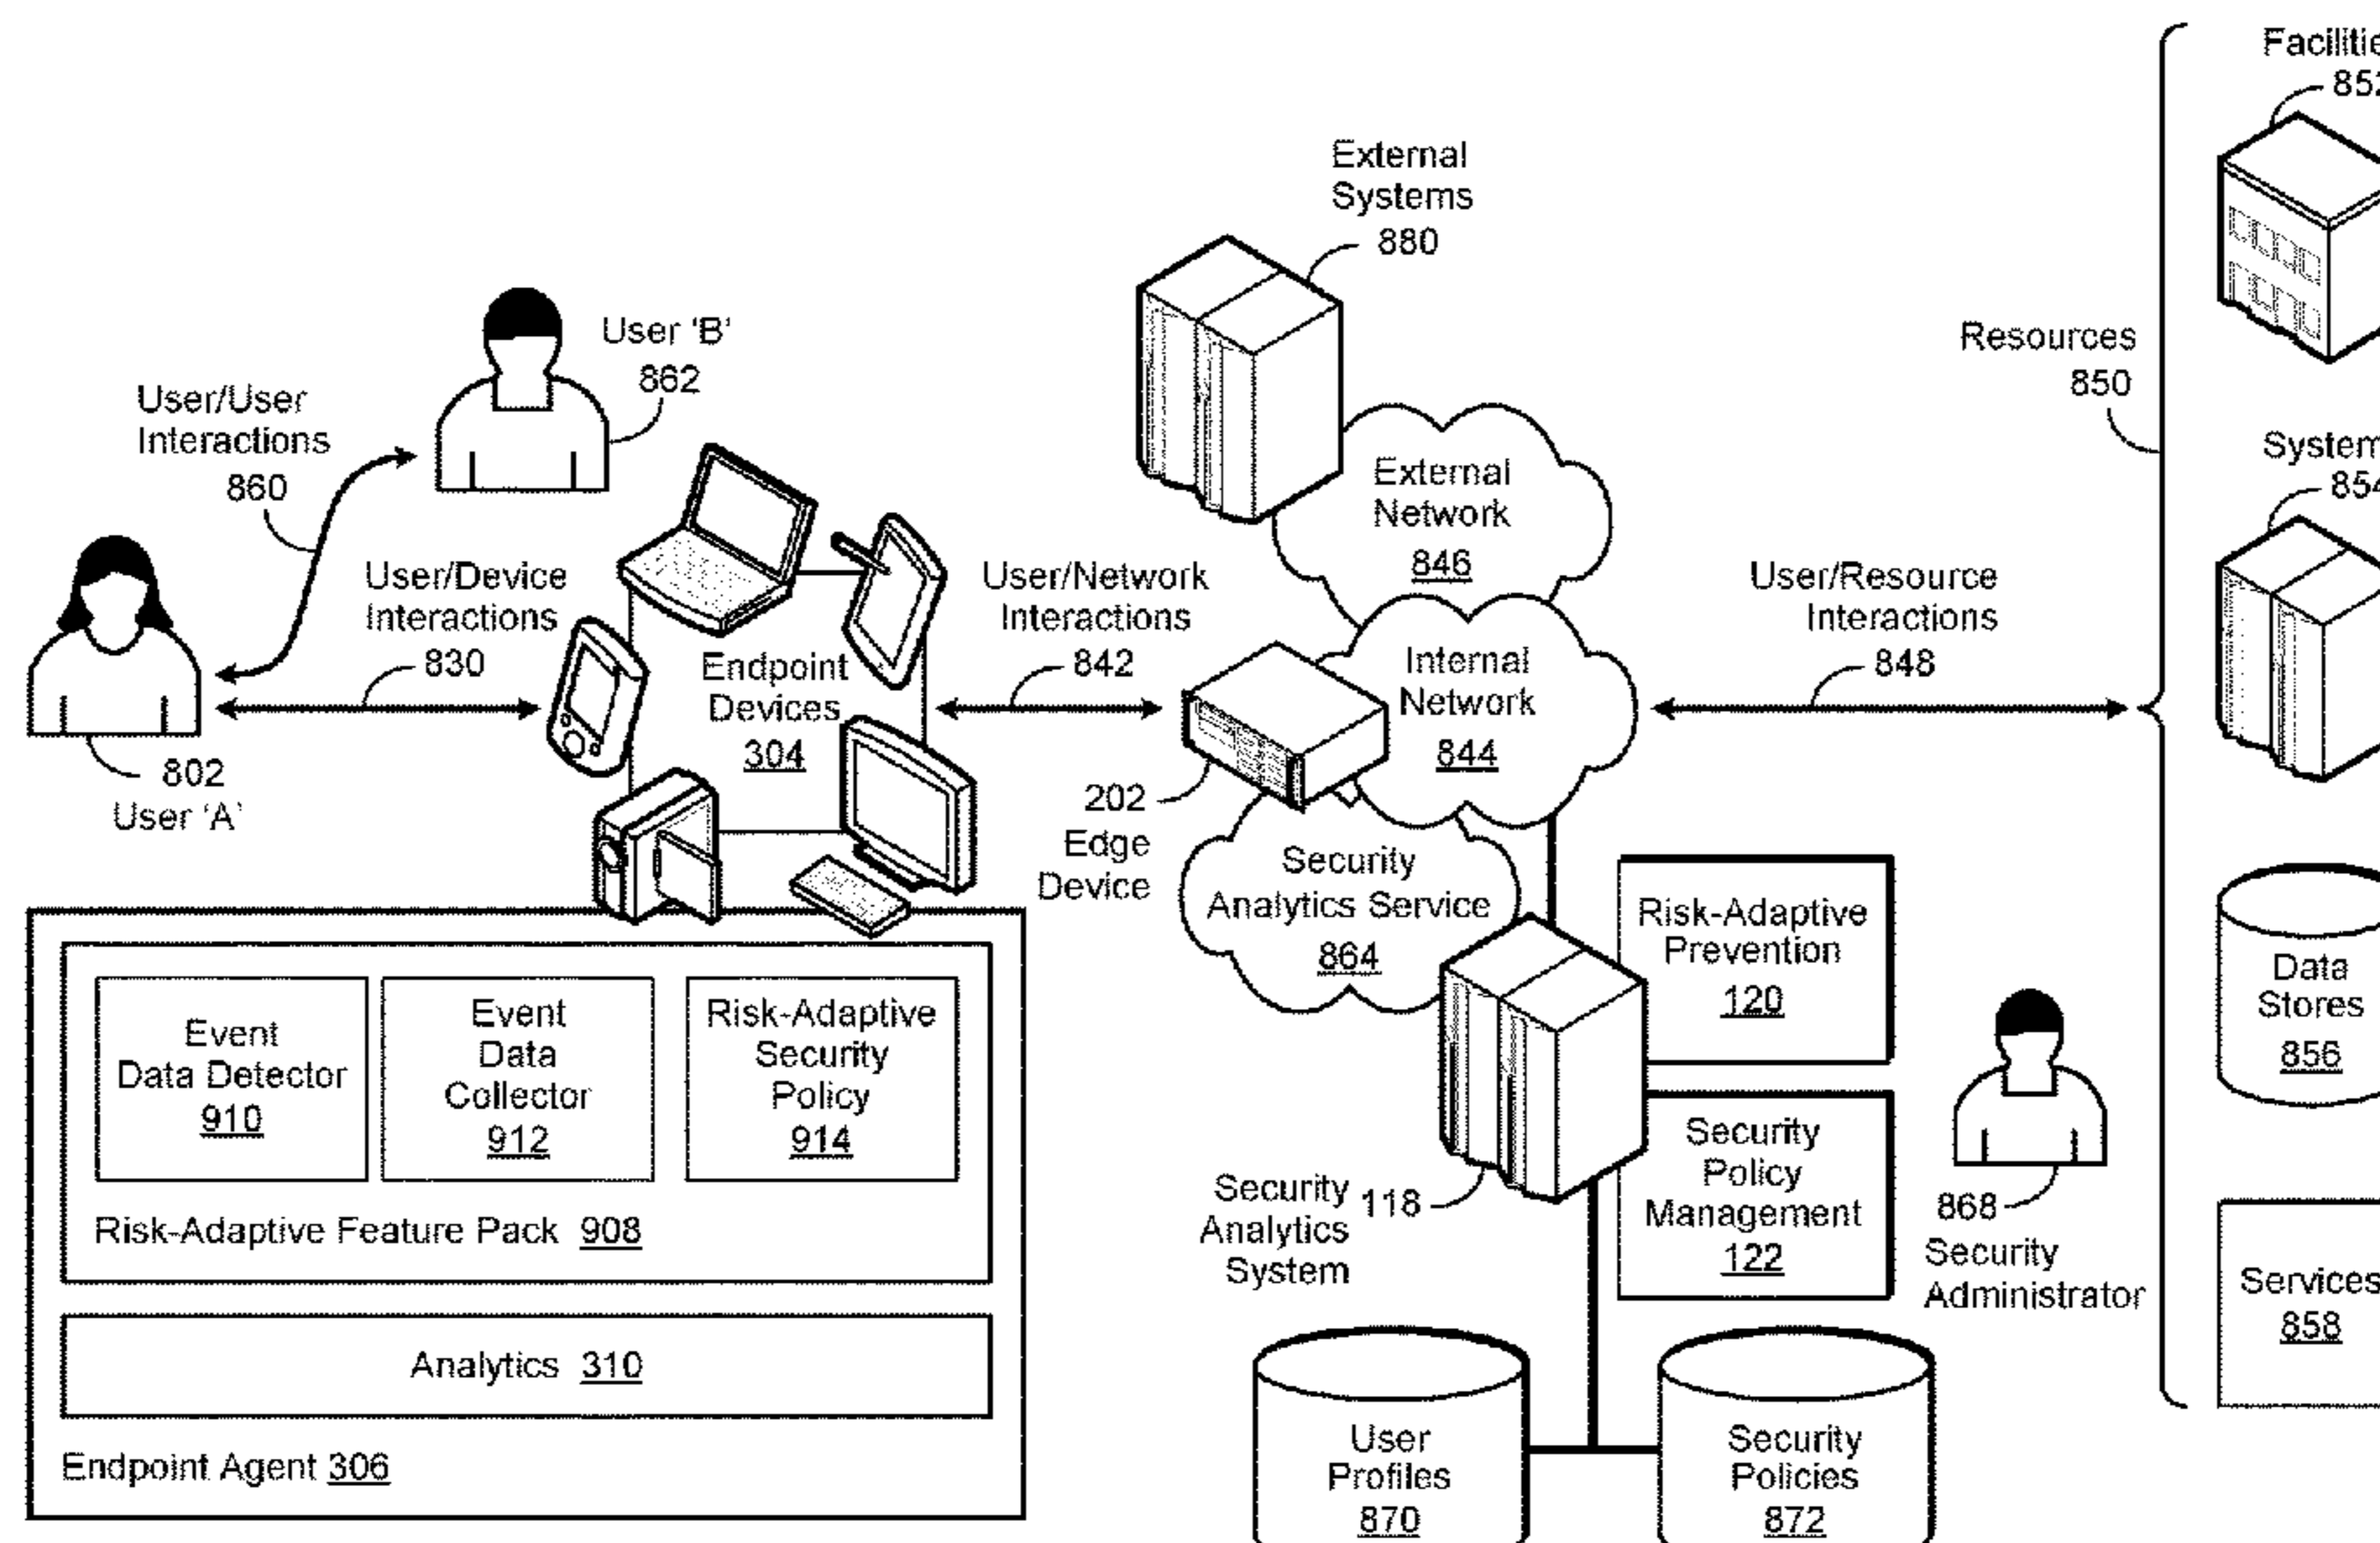 Facilitie
852
External
Systems
880
User 'B'
862
User/User
Interactions
860
Resources
850
System
854
External
Network
846
User/Device
Interactions
830
User/Network
Interactions
842
User/Resource
Interactions
848
Endpoint
Devices
304
Internal
Network
844
802
User 'A'
202
Edge
Device
Security
Analytics Service
864
Risk-Adaptive
Prevention
120
Data
Stores
856
Event
Data Detector
910
Event
Data
Collector
912
Risk-Adaptive
Security
Policy
914
Risk-Adaptive Feature Pack 908
Security
Analytics
System
118
Security
Policy
Management
122
868
Security
Administrator
Services
858
Analytics 310
Endpoint Agent 306
User
Profiles
870
Security
Policies
872